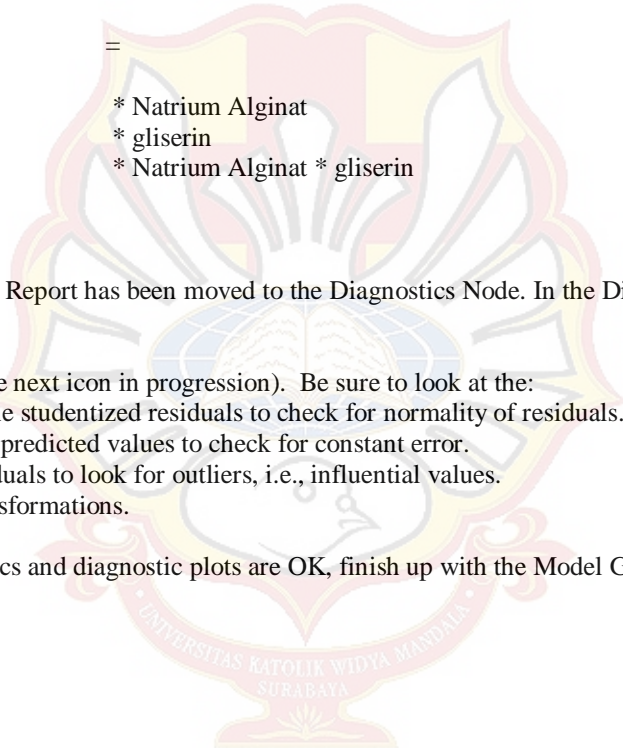 =
* Natrium Alginat
* gliserin
* Natrium Alginat * gliserin
Report has been moved to the Diagnostics Node. In the Di
e next icon in progression). Be sure to look at the:
e studentized residuals to check for normality of residuals.
predicted values to check for constant error.
duals to look for outliers, i.e., influential values.
sformations.
cs and diagnostic plots are OK, finish up with the Model G
UNIVERSITAS KATOLIK WIDYA MANDALA
SURABAYA